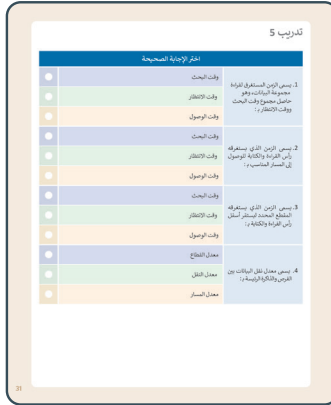 تدريب 5
اختر الإجابة الصحيحة
1. يسمى الزمن المستغرق لقراءة
مجموعة البيانات، وهو
حاصل مجموع وقت البحث
ووقت الانتظار بـ :
وقت البحث
وقت الانتظار
وقت الوصول
2. يسمى الزمن الذي يستغرقه
رأس القراءة والكتابة للوصول
إلى المسار المناسب بـ :
وقت البحث
وقت الانتظار
وقت الوصول
3. يسمى الزمن الذي يستغرقه
المقطع المحدد ليستقر أسفل
رأس القراءة والكتابة بـ :
وقت البحث
وقت الانتظار
وقت الوصول
4. يسمى معدل نقل البيانات بين
القرص والذاكرة الرئيسة بـ:
معدل القطاع
معدل النقل
معدل المسار
31